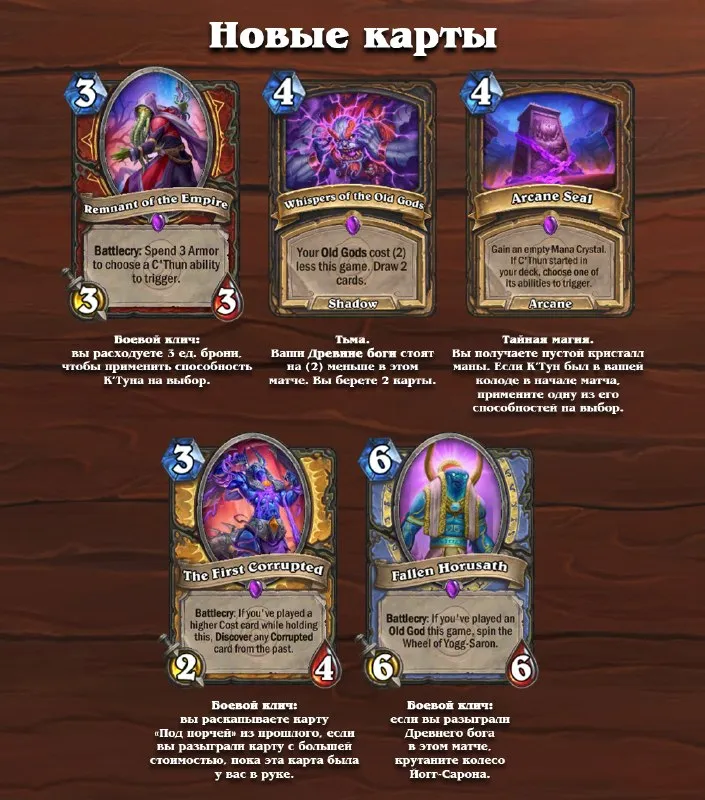 Новые карты
3
Remnant of the Empire
Battlecry: Spend 3 Armor
to choose a C'Thun ability
to trigger.
3
3
Боевой клич:
вы расходуете 3 ед. брони,
чтобы применить способность
К'Туна на выбор.
4
Whispers of the Old Gods
Your Old Gods cost (2)
less this game. Draw 2
cards.
Shadow
Тьма.
Ваши Древние боги стоят
на (2) меньше в этом
матче. Вы берете 2 карты.
4
Arcane Seal
Gain an empty Mana Crystal.
If C'Thun started in
your deck, choose one of
its abilities to trigger.
Arcane
Тайная магия.
Вы получаете пустой кристалл
маны. Если К'Тун был в вашей
колоде в начале матча,
примените одну из его
способностей на выбор.
3
The First Corrupted
Battlecry: If you've played a
higher Cost card while holding
this, Discover any Corrupted
card from the past.
2
4
Боевой клич:
вы раскапываете карту
«Под порчей» из прошлого, если
вы разыграли карту с большей
стоимостью, пока эта карта была
у вас в руке.
6
Fallen Horusath
Battlecry: If you've played an
Old God this game, spin the
Wheel of Yogg-Saron.
6
6
Боевой клич:
если вы разыграли
Древнего бога
в этом матче,
крутаните колесо
Йогг-Сарона.